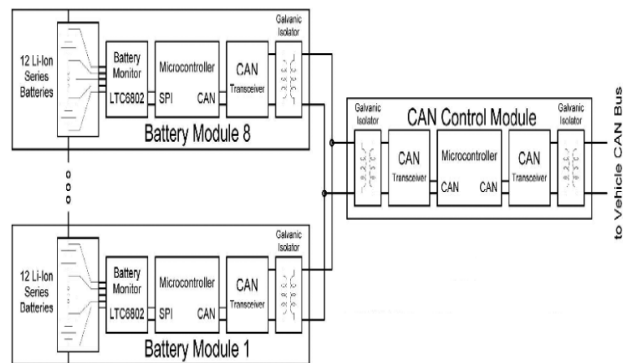 Galvanic
Isolator
12 Li-Ion
Series
Batteries
Battery
Monitor
LTC6802
Microcontroller
SPI CAN
CAN
Transceiver
Battery Module 8
CAN Control Module
Galvanic
Isolator
CAN
Transceiver
Microcontroller
CAN CAN
CAN
Transceiver
Galvanic
Isolator
to Vehicle CAN Bus
Galvanic
Isolator
12 Li-Ion
Series
Datteries
Battery
Monitor
LTC6802
Microcontroller
SPI CAN
CAN
Transceiver
Battery Module 1